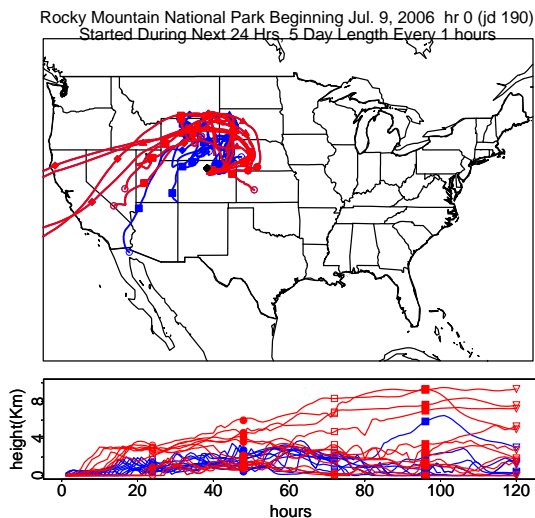 Rocky Mountain National Park Beginning Jul. 9, 2006 hr 0 (jd 190)
Started During Next 24 Hrs, 5 Day Length Every 1 hours
height(Km)
8
4
0
0 20 40 60 80 100 120
hours